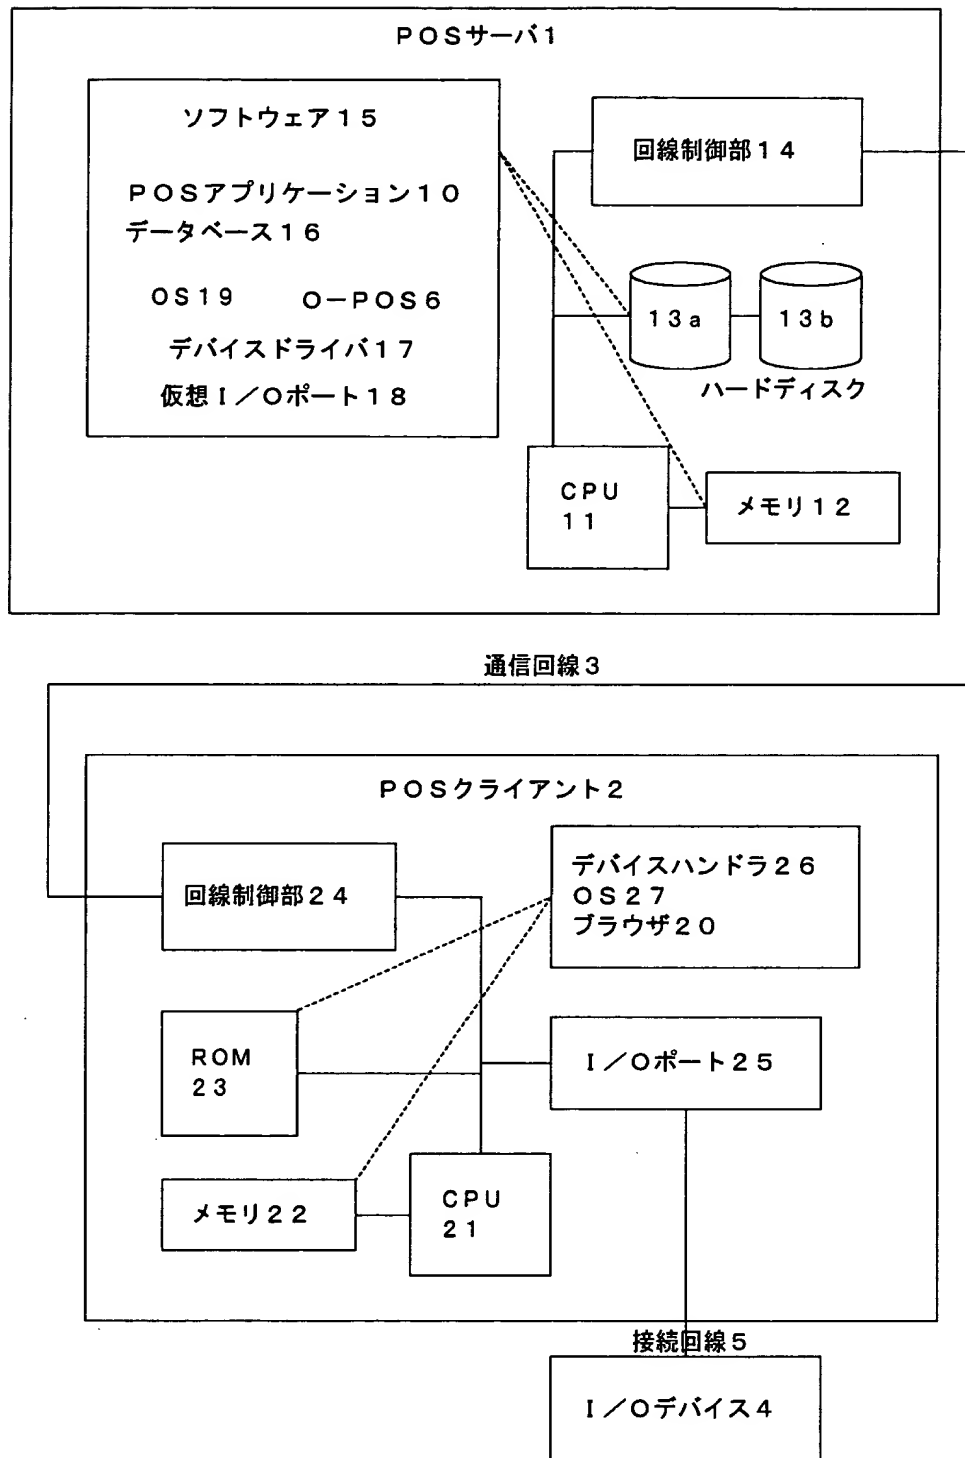 ＰＯＳサーバ１
ソフトウェア１５
ＰＯＳアプリケーション１０
データベース１６
ＯＳ１９　Ｏ－ＰＯＳ６
デバイスドライバ１７
仮想Ｉ／Ｏポート１８
回線制御部１４
１３ａ　１３ｂ
ハードディスク
ＣＰＵ
１１
メモリ１２
通信回線３
ＰＯＳクライアント２
回線制御部２４
デバイスハンドラ２６
ＯＳ２７
ブラウザ２０
ＲＯＭ
２３
Ｉ／Ｏポート２５
メモリ２２
ＣＰＵ
２１
接続回線５
Ｉ／Ｏデバイス４